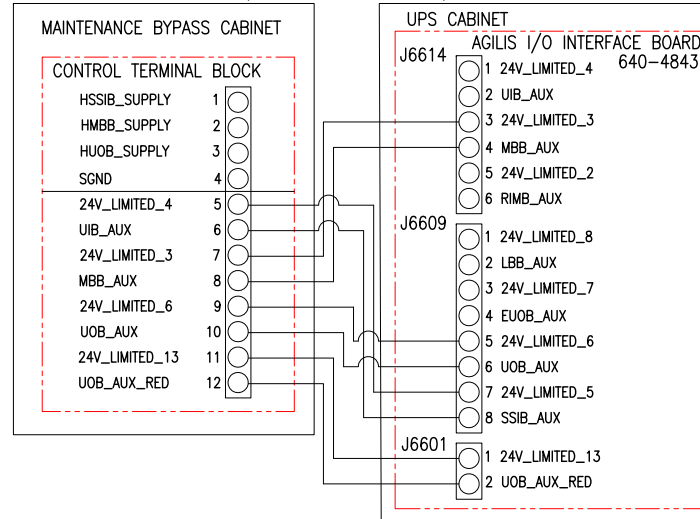 MAINTENANCE BYPASS CABINET
CONTROL TERMINAL BLOCK
HSSIB_SUPPLY 1
HMBB_SUPPLY 2
HUOB_SUPPLY 3
SGND 4
24V_LIMITED_4 5
UIB_AUX 6
24V_LIMITED_3 7
MBB_AUX 8
24V_LIMITED_6 9
UOB_AUX 10
24V_LIMITED_13 11
UOB_AUX_RED 12
UPS CABINET
AGILIS I/O INTERFACE BOARD
640-4843
J6614
1 24V_LIMITED_4
2 UIB_AUX
3 24V_LIMITED_3
4 MBB_AUX
5 24V_LIMITED_2
6 RIMB_AUX
J6609
1 24V_LIMITED_8
2 LBB_AUX
3 24V_LIMITED_7
4 EUOB_AUX
5 24V_LIMITED_6
6 UOB_AUX
7 24V_LIMITED_5
8 SSIB_AUX
J6601
1 24V_LIMITED_13
2 UOB_AUX_RED